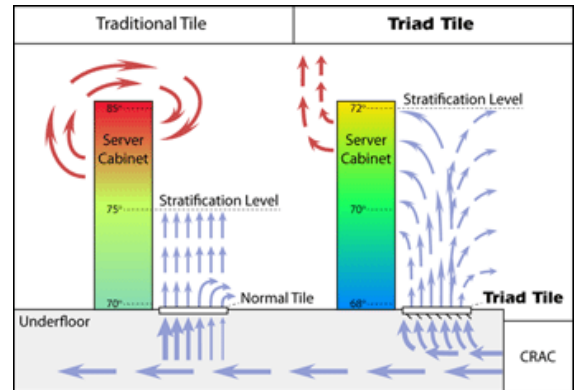 Traditional Tile
Triad Tile
85°
Server
Cabinet
75°
70°
Stratification Level
Normal Tile
72°
Server
Cabinet
70°
68°
Stratification Level
Triad Tile
Underfloor
CRAC